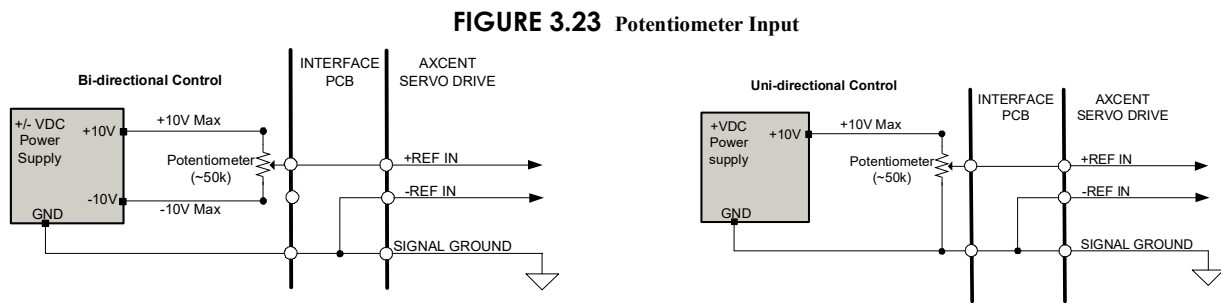 FIGURE 3.23 Potentiometer Input
Bi-directional Control
INTERFACE
PCB
AXCENT
SERVO DRIVE
+/- VDC
Power
Supply
+10V
+10V Max
Potentiometer
(~50k)
-10V
-10V Max
GND
+REF IN
-REF IN
SIGNAL GROUND
Uni-directional Control
INTERFACE
PCB
AXCENT
SERVO DRIVE
+VDC
Power
supply
+10V
+10V Max
Potentiometer
(~50k)
GND
+REF IN
-REF IN
SIGNAL GROUND